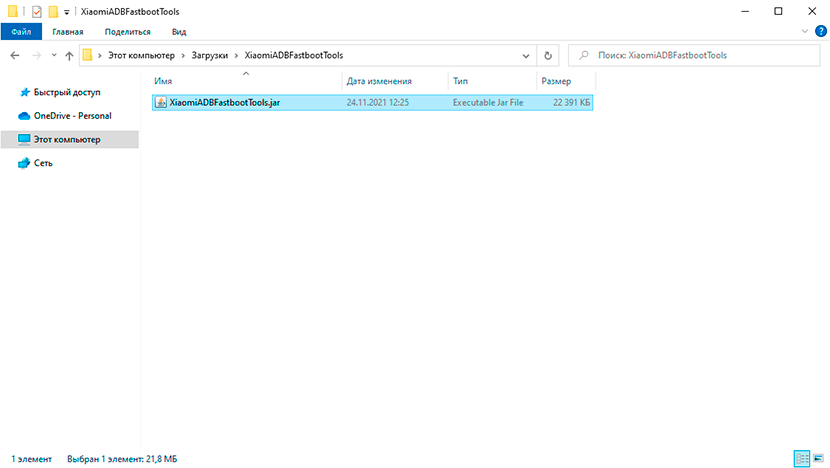 XiaomiADBFastbootTools
Файл Главная Поделиться Вид
Этот компьютер Загрузки XiaomiADBFastbootTools Поиск: XiaomiADBFastbootTools
Имя Дата изменения Тип Размер
XiaomiADBFastbootTools.jar 24.11.2021 12:25 Executable Jar File 22 391 КБ
Быстрый доступ
OneDrive - Personal
Этот компьютер
Сеть
1 элемент Выбран 1 элемент: 21,8 МБ